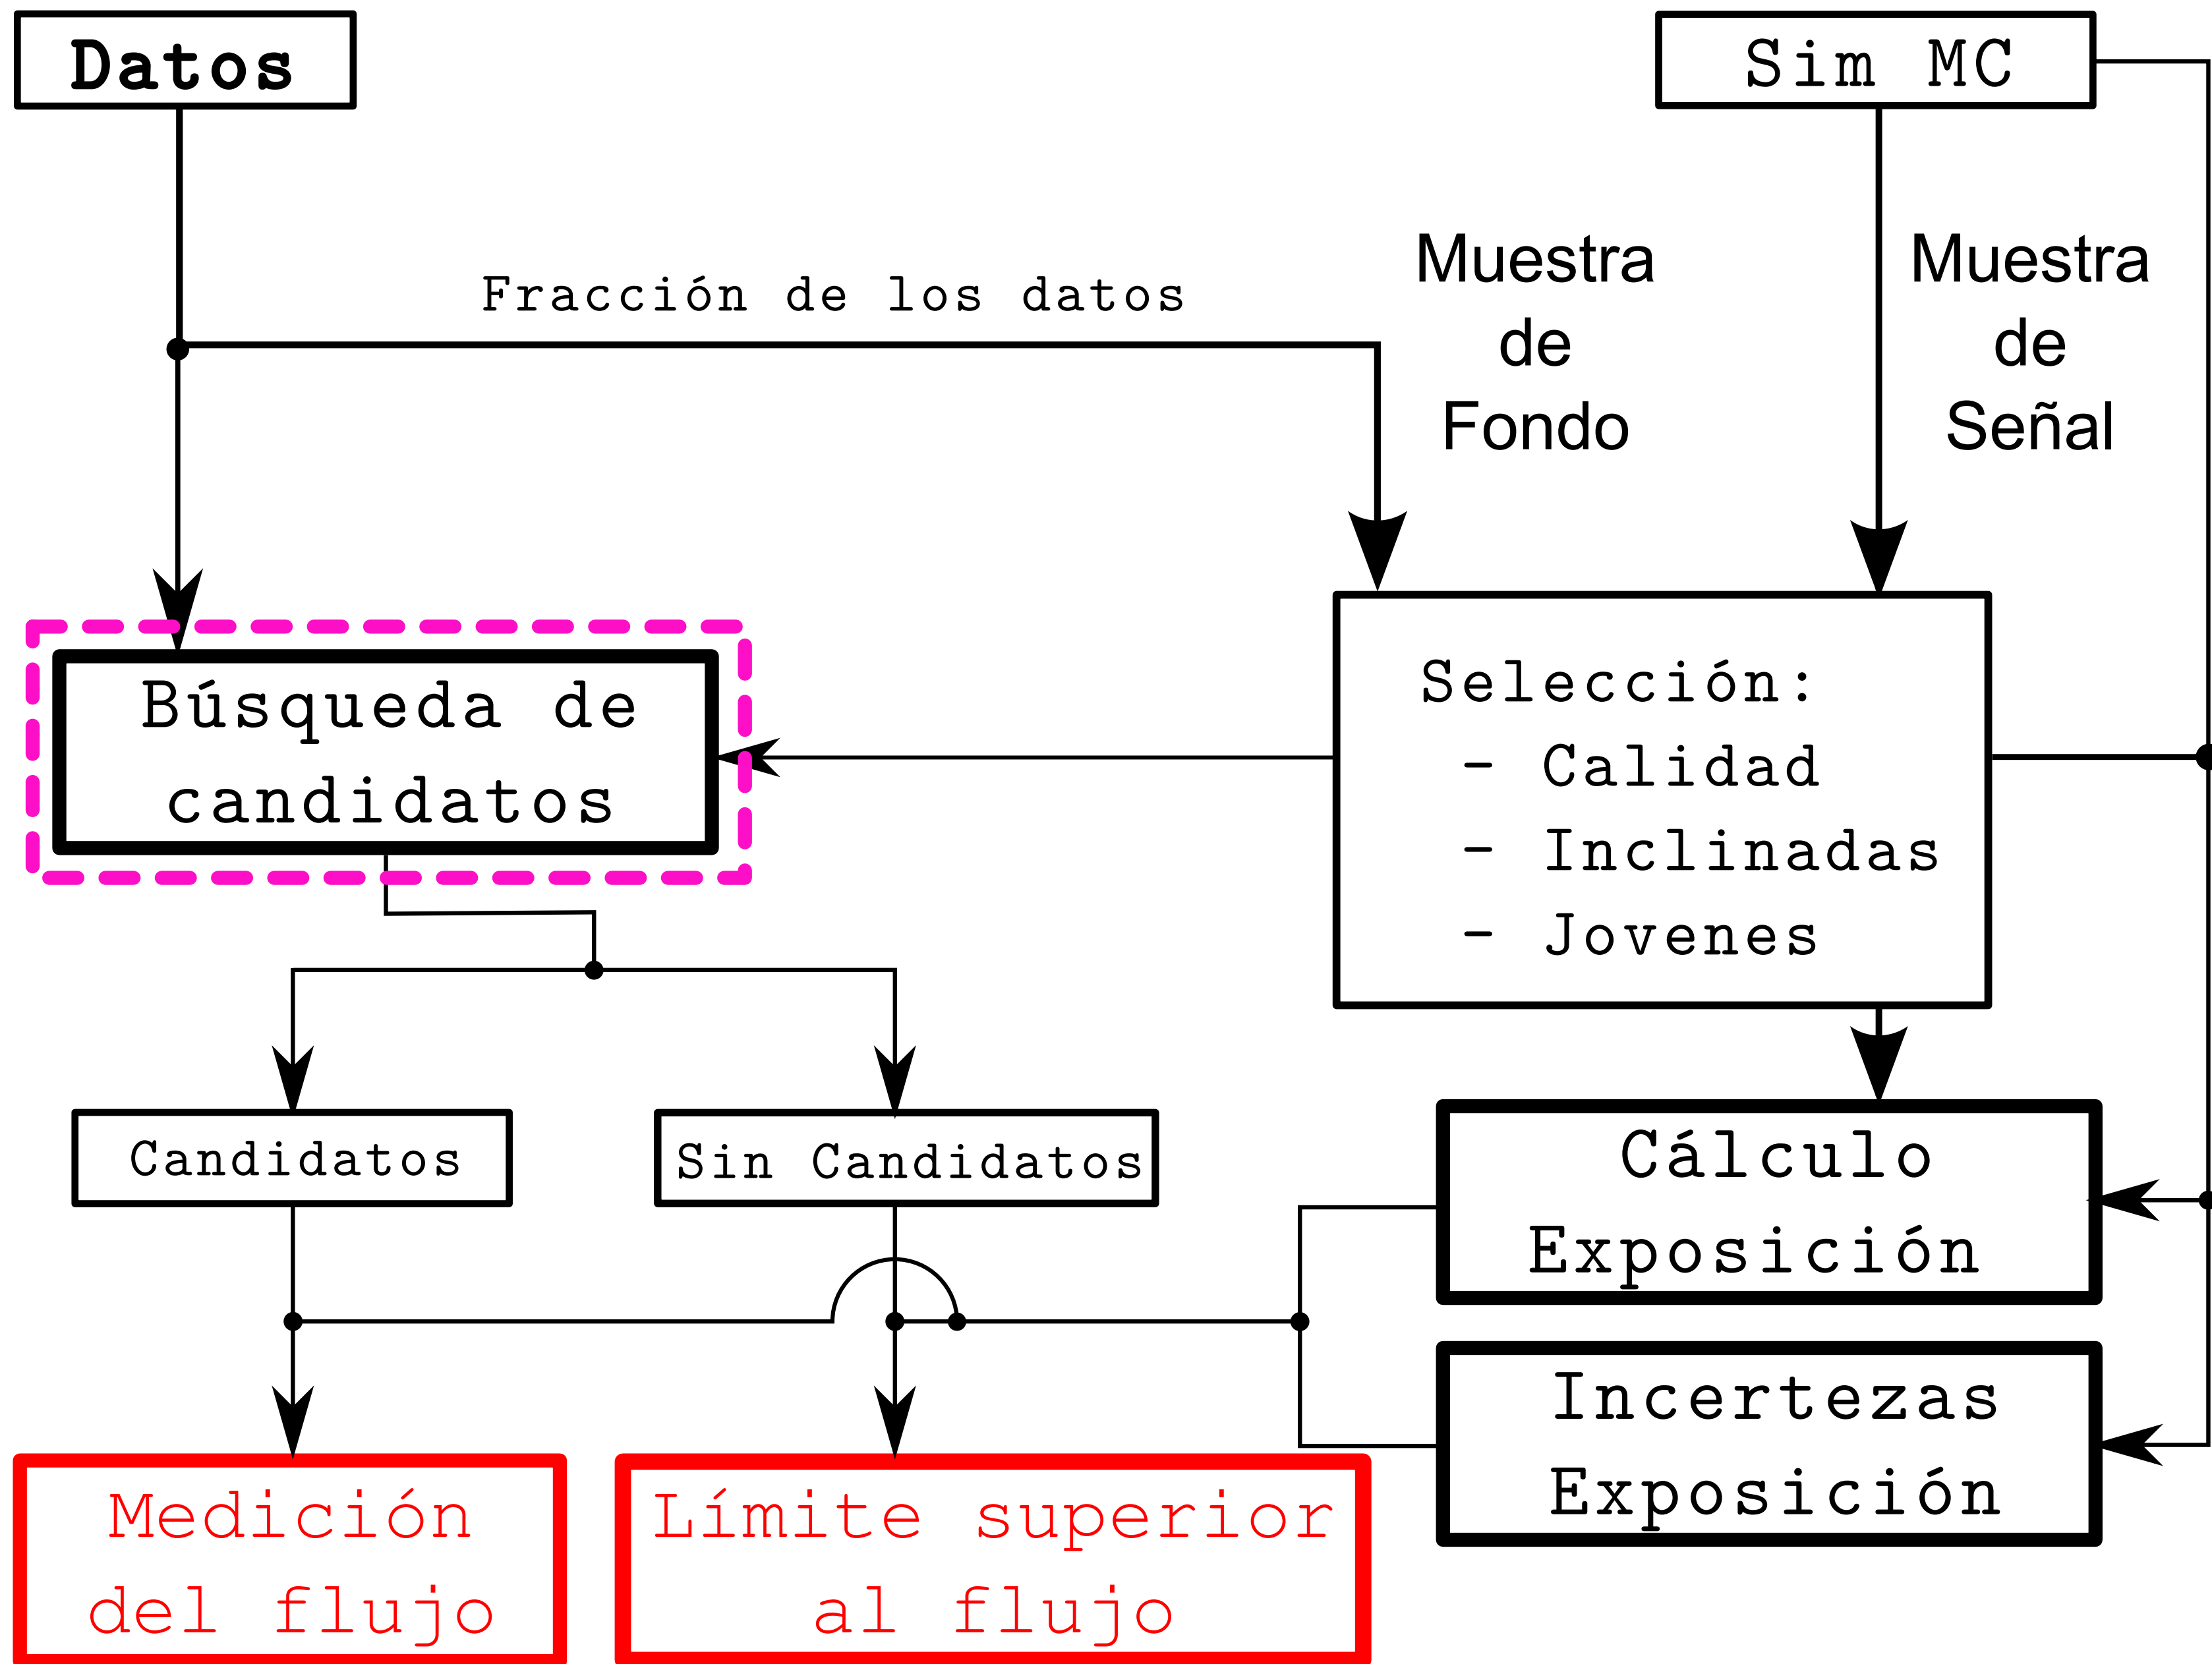 Datos
Sim MC
Fracción de los datos
Muestra
de
Fondo
Muestra
de
Señal
Búsqueda de
candidatos
Selección:
- Calidad
- Inclinadas
- Jovenes
Candidatos
Sin Candidatos
Cálculo
Exposición
Incertezas
Exposición
Medición
del flujo
Límite superior
al flujo